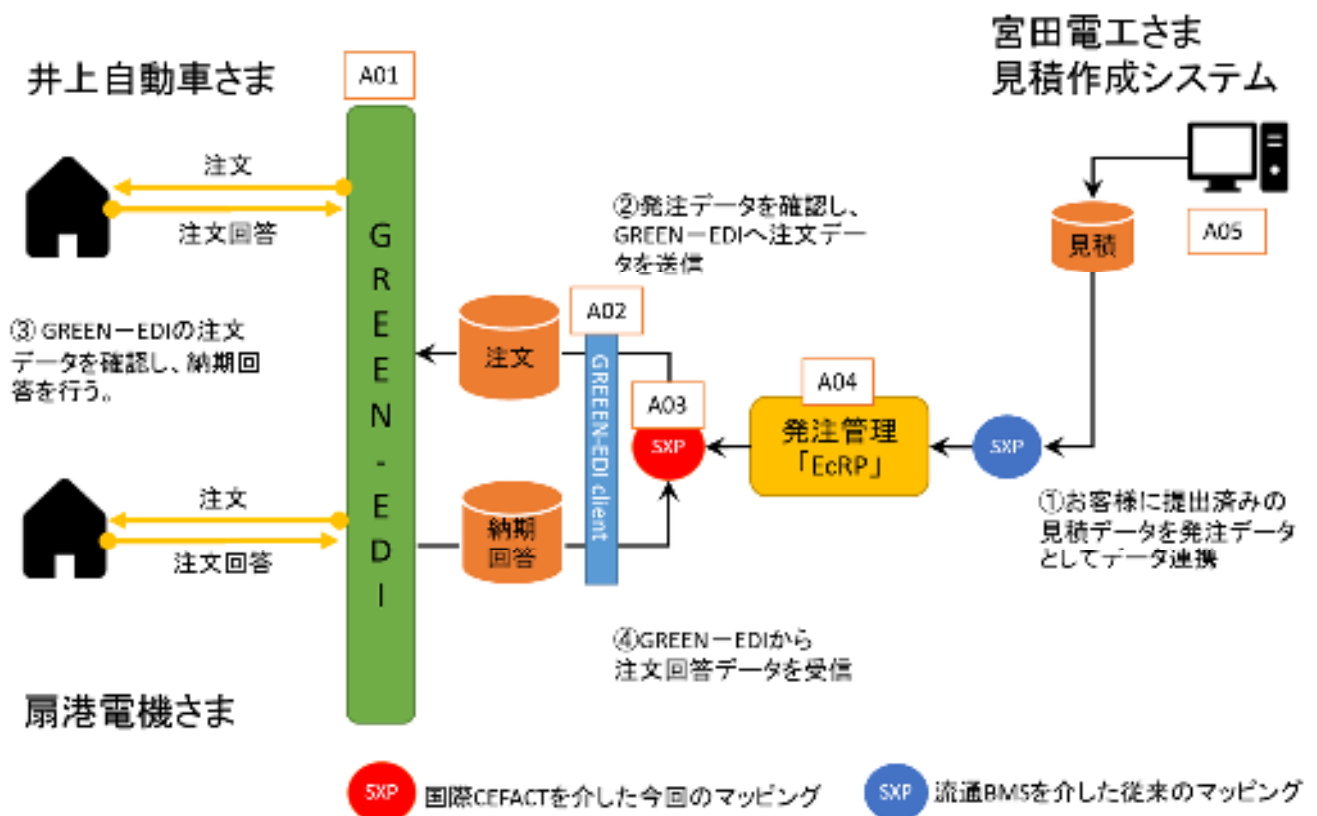 宮田電工さま
見積作成システム
井上自動車さま
A01
注文
注文回答
②発注データを確認し、
GREEN－EDIへ注文デー
タを送信
見積
A05
③ GREEN－EDIの注文
データを確認し、納期回
答を行う。
GREEN-EDI
注文
A02
GREEEN-EDI client
A03
SXP
A04
発注管理
「EcRP」
SXP
①お客様に提出済みの
見積データを発注データ
としてデータ連携
注文
注文回答
納期
回答
④GREEN－EDIから
注文回答データを受信
扇港電機さま
SXP 国際CEFACTを介した今回のマッピング
SXP 流通BMSを介した従来のマッピング